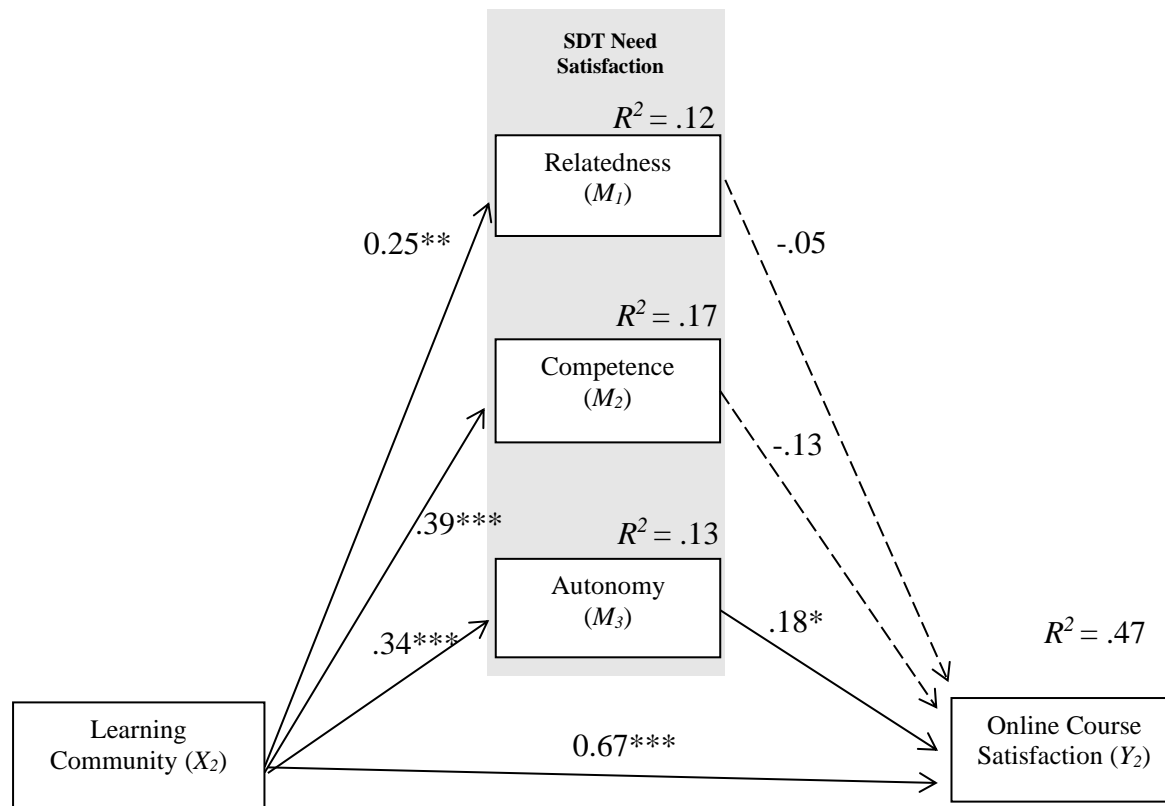 SDT Need
Satisfaction
R² = .12
Relatedness
(M₁)
0.25**
-.05
R² = .17
Competence
(M₂)
-.13
.39***
R² = .13
Autonomy
(M₃)
.34***
.18*
R² = .47
Learning
Community (X₂)
0.67***
Online Course
Satisfaction (Y₂)